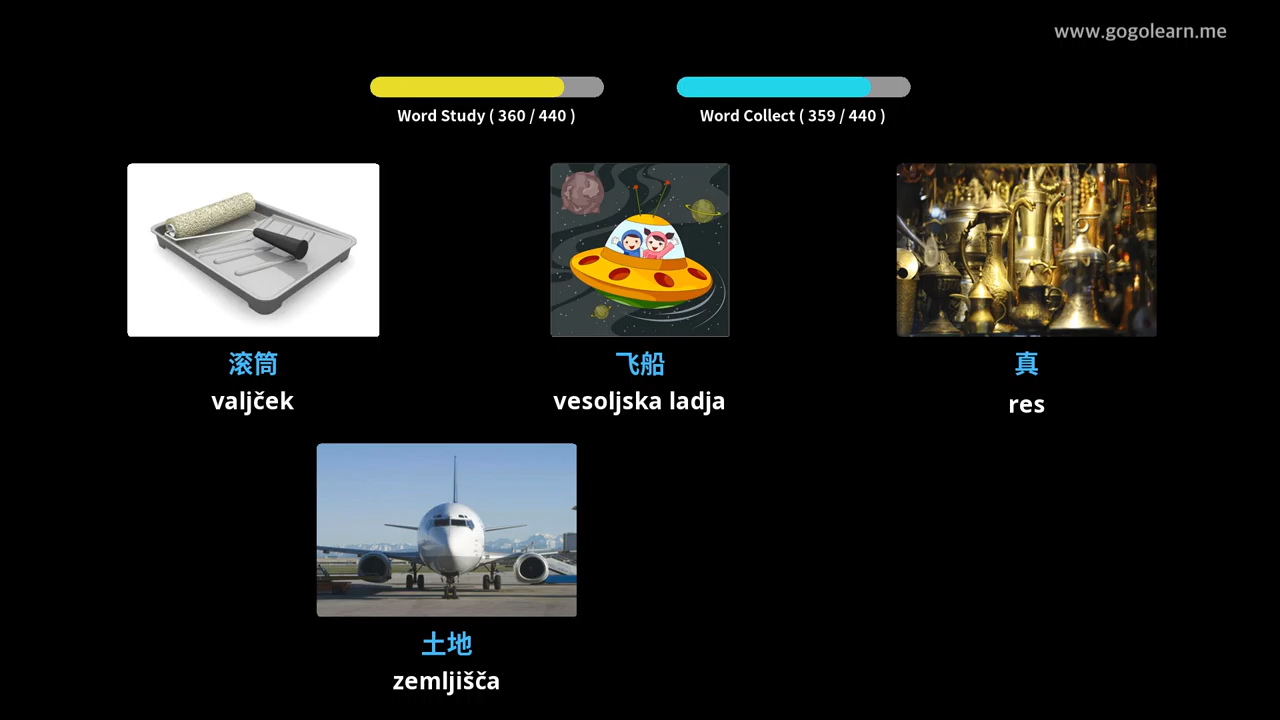 www.gogolearn.me
Word Study ( 360 / 440 )
Word Collect ( 359 / 440 )
滚筒
valjček
飞船
vesoljska ladja
真
res
土地
zemljišča